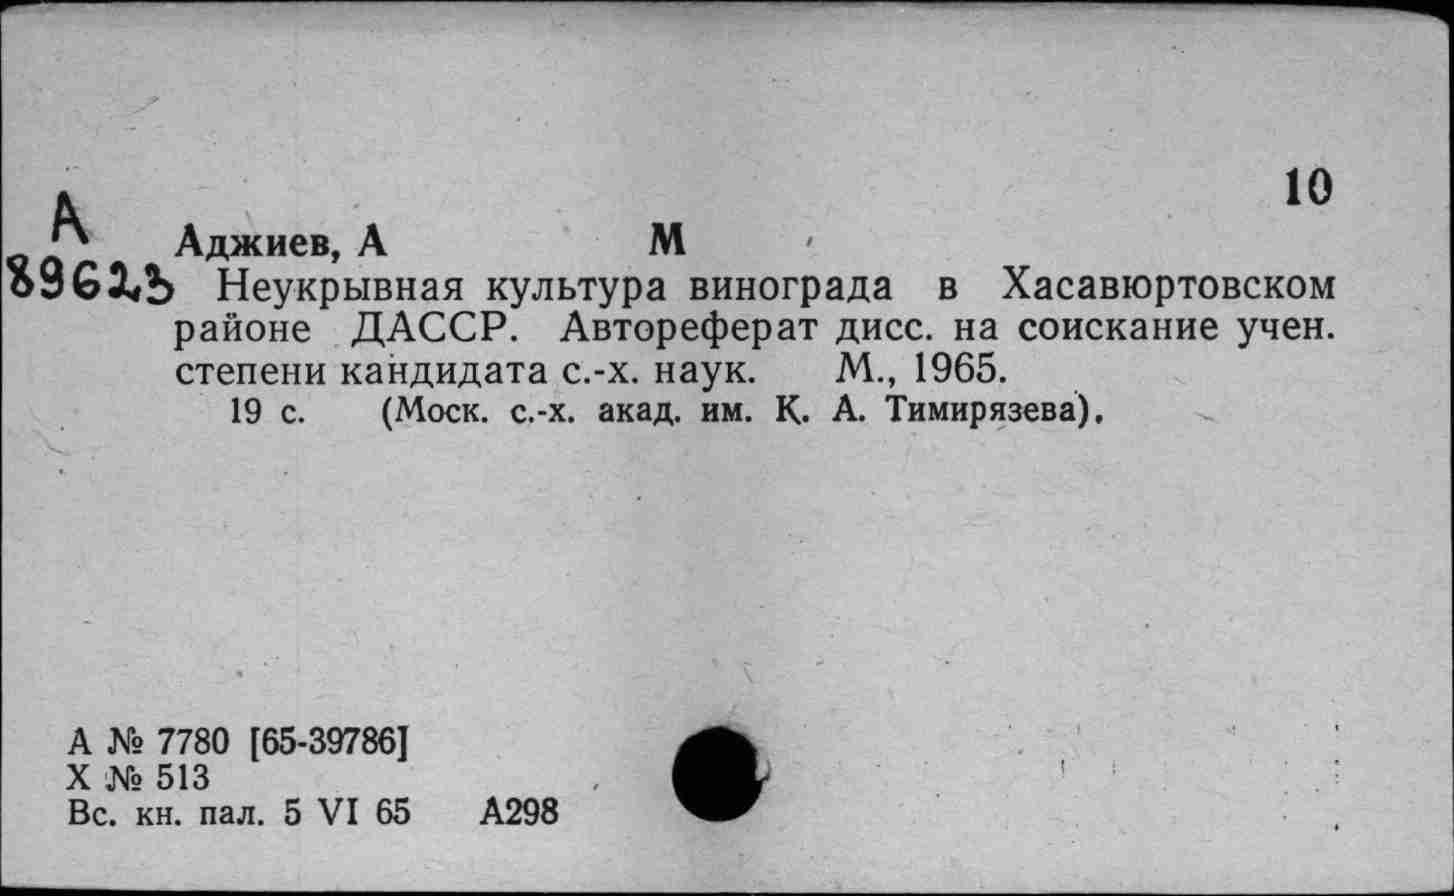 10
А
Аджиев, А М
Неукрывная культура винограда в Хасавюртовском
районе ДАССР. Автореферат дисс. на соискание учен.
степени кандидата с.-х. наук. М., 1965.
19 с. (Моск. с.-х. акад. им. К. А. Тимирязева).
А № 7780 [65-39786]
Х № 513
Вс. кн. пал. 5 VI 65 А298